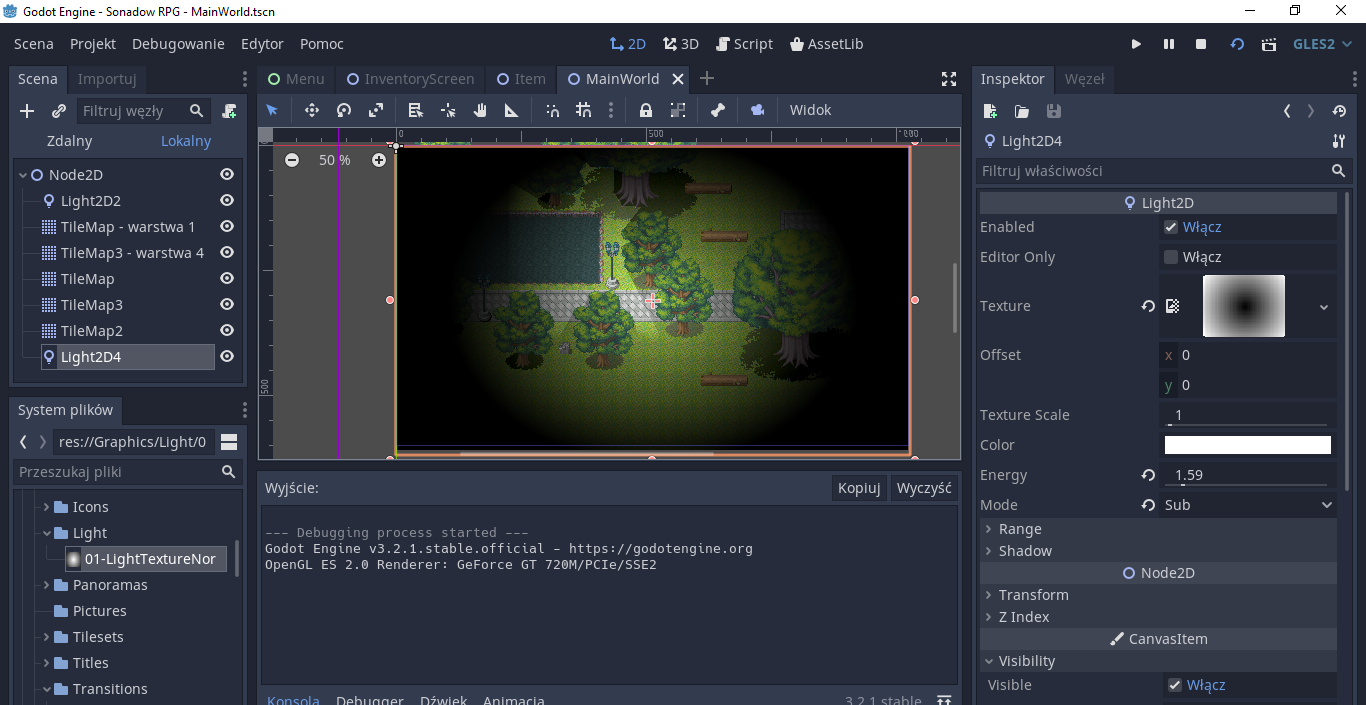 Godot Engine - Sonadow RPG - MainWorld.tscn
Scena Projekt Debugowanie Edytor Pomoc
2D 3D Script AssetLib
GLES2
Scena Importuj
Filtruj węzły
Zdalny Lokalny
Node2D
Light2D2
TileMap - warstwa 1
TileMap3 - warstwa 4
TileMap
TileMap3
TileMap2
Light2D4
System plików
res://Graphics/Light/0
Przeszukaj pliki
Icons
Light
01-LightTextureNor
Panoramas
Pictures
Tilesets
Titles
Transitions
Menu InventoryScreen Item MainWorld
Widok
0 500
500
50 %
Wyjście:
Kopiuj Wyczyść
--- Debugging process started ---
Godot Engine v3.2.1.stable.official - https://godotengine.org
OpenGL ES 2.0 Renderer: GeForce GT 720M/PCIe/SSE2
Konsola Debugger Dźwięk Animacja
3.2.1.stable
Inspektor Węzeł
Light2D4
Filtruj właściwości
Light2D
Enabled Włącz
Editor Only Włącz
Texture
Offset x 0
y 0
Texture Scale 1
Color
Energy 1.59
Mode Sub
Range
Shadow
Node2D
Transform
Z Index
CanvasItem
Visibility
Visible Włącz